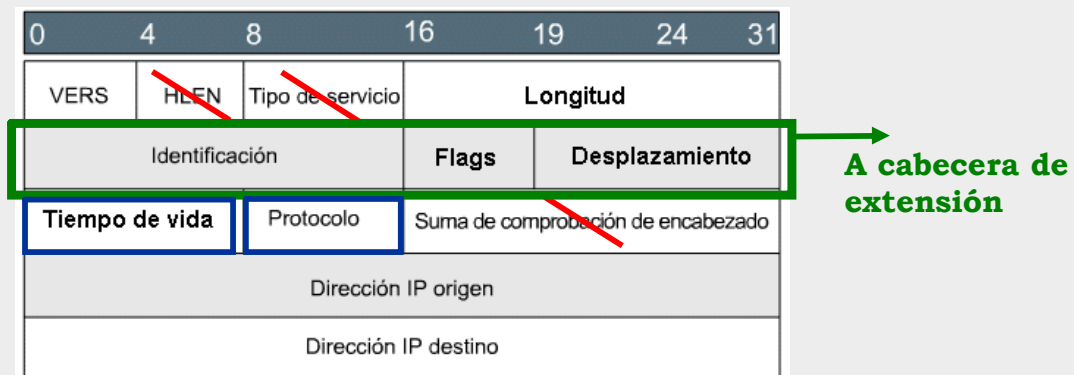 0 4 8 16 19 24 31
VERS HLEN Tipo de servicio Longitud
Identificación Flags Desplazamiento
A cabecera de
extensión
Tiempo de vida Protocolo Suma de comprobación de encabezado
Dirección IP origen
Dirección IP destino